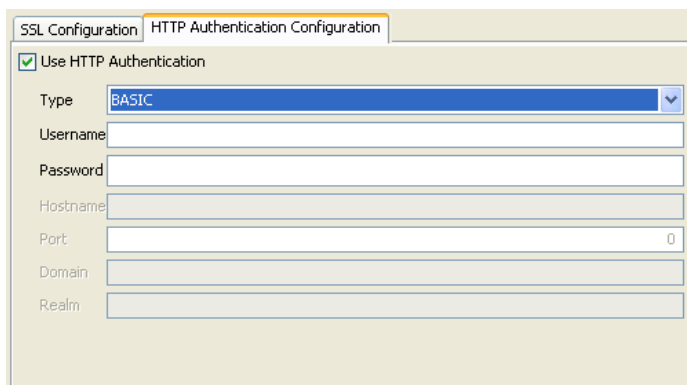 SSL Configuration HTTP Authentication Configuration
Use HTTP Authentication
Type BASIC
Username
Password
Hostname
Port 0
Domain
Realm